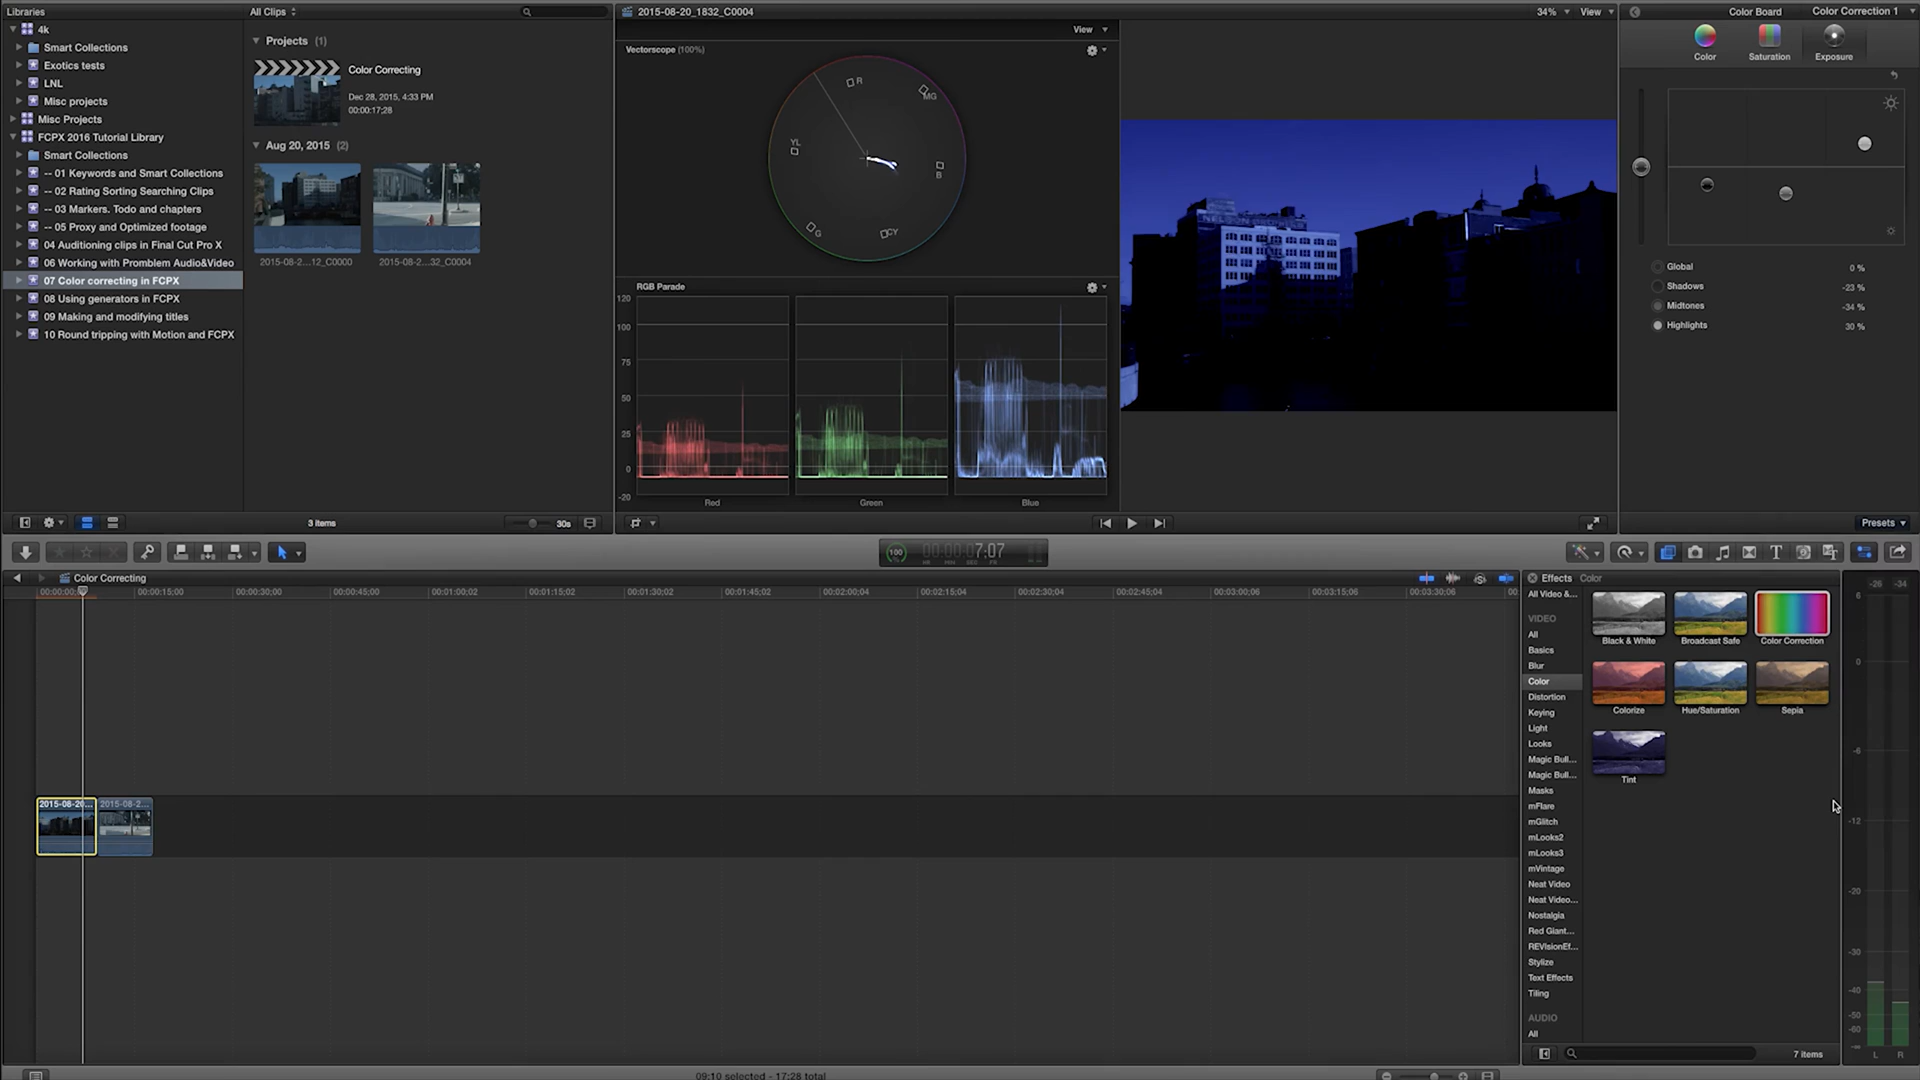 Libraries
4k
Smart Collections
Exotics tests
LNL
Misc projects
Misc Projects
FCPX 2016 Tutorial Library
Smart Collections
-- 01 Keywords and Smart Collections
-- 02 Rating Sorting Searching Clips
-- 03 Markers. Todo and chapters
-- 05 Proxy and Optimized footage
04 Auditioning clips in Final Cut Pro X
06 Working with Promblem Audio&Video
07 Color correcting in FCPX
08 Using generators in FCPX
09 Making and modifying titles
10 Round tripping with Motion and FCPX
All Clips
Projects (1)
Color Correcting
Dec 28, 2015, 4:33 PM
00:00:17;28
Aug 20, 2015 (2)
2015-08-2...12_C0000
2015-08-2...32_C0004
3 items
30s
2015-08-20_1832_C0004
34%
View
View
Vectorscope (100%)
R
MG
YL
B
G
CY
RGB Parade
120
100
75
50
25
0
-20
Red
Green
Blue
Color Board
Color Correction 1
Color
Saturation
Exposure
Global 0 %
Shadows -23 %
Midtones -34 %
Highlights 30 %
Presets
100
7:07
Color Correcting
00:00:15;00
00:00:30;00
00:00:45;00
00:01:00;02
00:01:15;02
00:01:30;02
00:01:45;02
00:02:00;04
00:02:15;04
00:02:30;04
00:02:45;04
00:03:00;06
00:03:15;06
00:03:30;06
2015-08-20...
2015-08-2...
Effects
Color
All Video &...
VIDEO
All
Basics
Blur
Color
Distortion
Keying
Light
Looks
Magic Bull...
Magic Bull...
Masks
mFlare
mGlitch
mLooks2
mLooks3
mVintage
Neat Video
Neat Video...
Nostalgia
Red Giant...
REVisionEf...
Stylize
Text Effects
Tiling
AUDIO
All
Black & White
Broadcast Safe
Color Correction
Colorize
Hue/Saturation
Sepia
Tint
7 items
-26
-34
6
0
-6
-12
-20
-30
-40
-50
-60
L
R
09:10 selected - 17:28 total